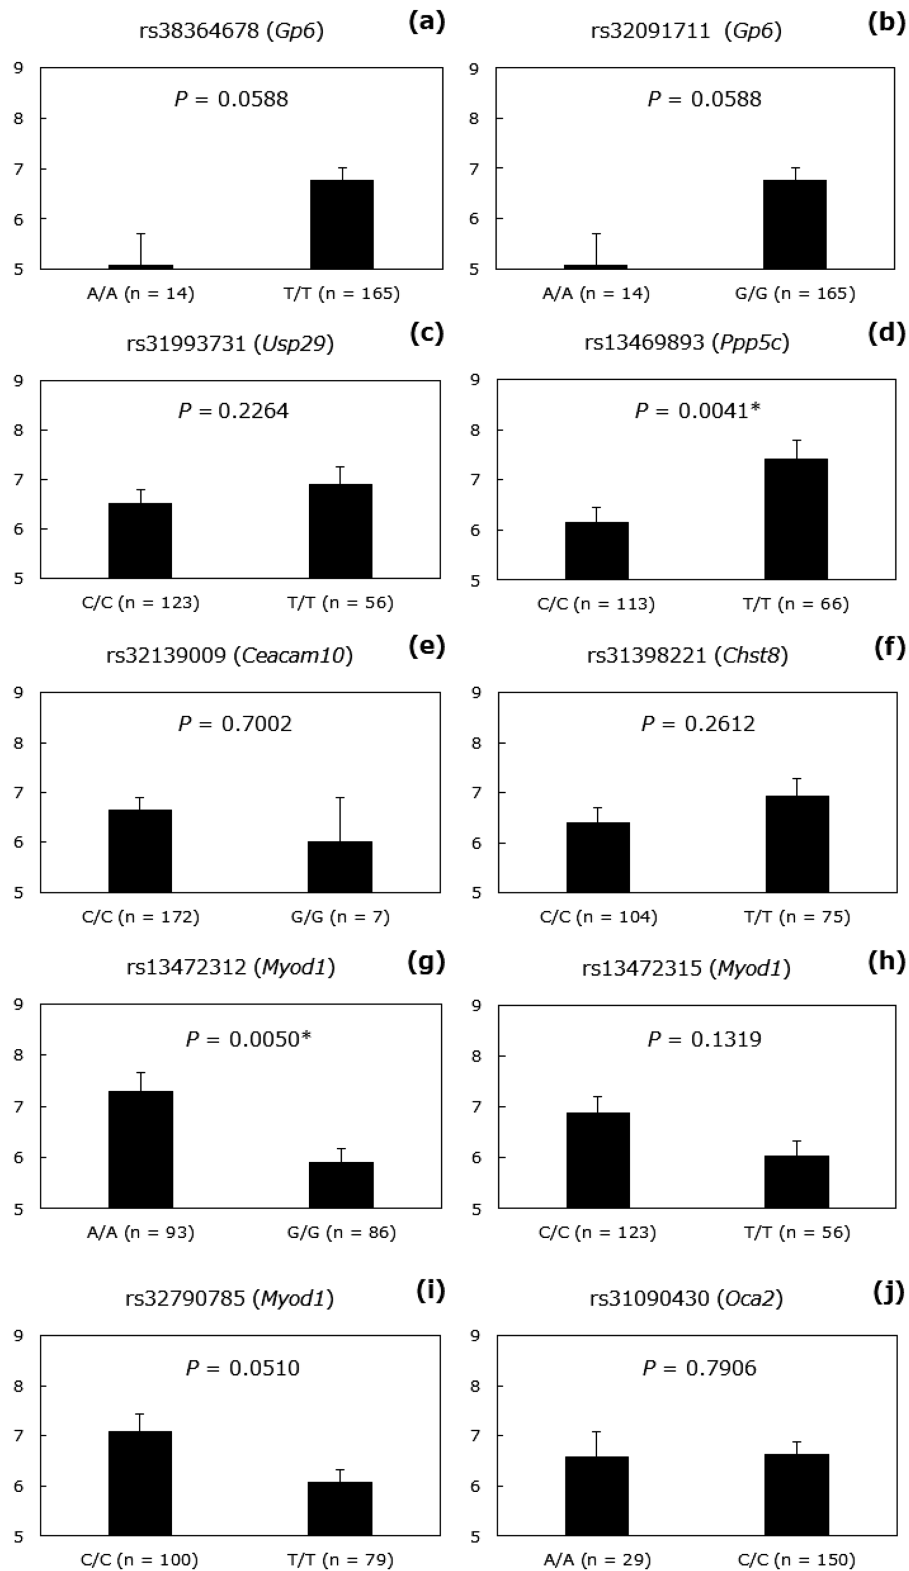 (a)
rs38364678 (Gp6)
9
P = 0.0588
8
7
6
5
A/A (n = 14) T/T (n = 165)
(b)
rs32091711 (Gp6)
9
P = 0.0588
8
7
6
5
A/A (n = 14) G/G (n = 165)
(c)
rs31993731 (Usp29)
9
P = 0.2264
8
7
6
5
C/C (n = 123) T/T (n = 56)
(d)
rs13469893 (Ppp5c)
9
P = 0.0041*
8
7
6
5
C/C (n = 113) T/T (n = 66)
(e)
rs32139009 (Ceacam10)
9
P = 0.7002
8
7
6
5
C/C (n = 172) G/G (n = 7)
(f)
rs31398221 (Chst8)
9
P = 0.2612
8
7
6
5
C/C (n = 104) T/T (n = 75)
(g)
rs13472312 (Myod1)
9
P = 0.0050*
8
7
6
5
A/A (n = 93) G/G (n = 86)
(h)
rs13472315 (Myod1)
9
P = 0.1319
8
7
6
5
C/C (n = 123) T/T (n = 56)
(i)
rs32790785 (Myod1)
9
P = 0.0510
8
7
6
5
C/C (n = 100) T/T (n = 79)
(j)
rs31090430 (Oca2)
9
P = 0.7906
8
7
6
5
A/A (n = 29) C/C (n = 150)